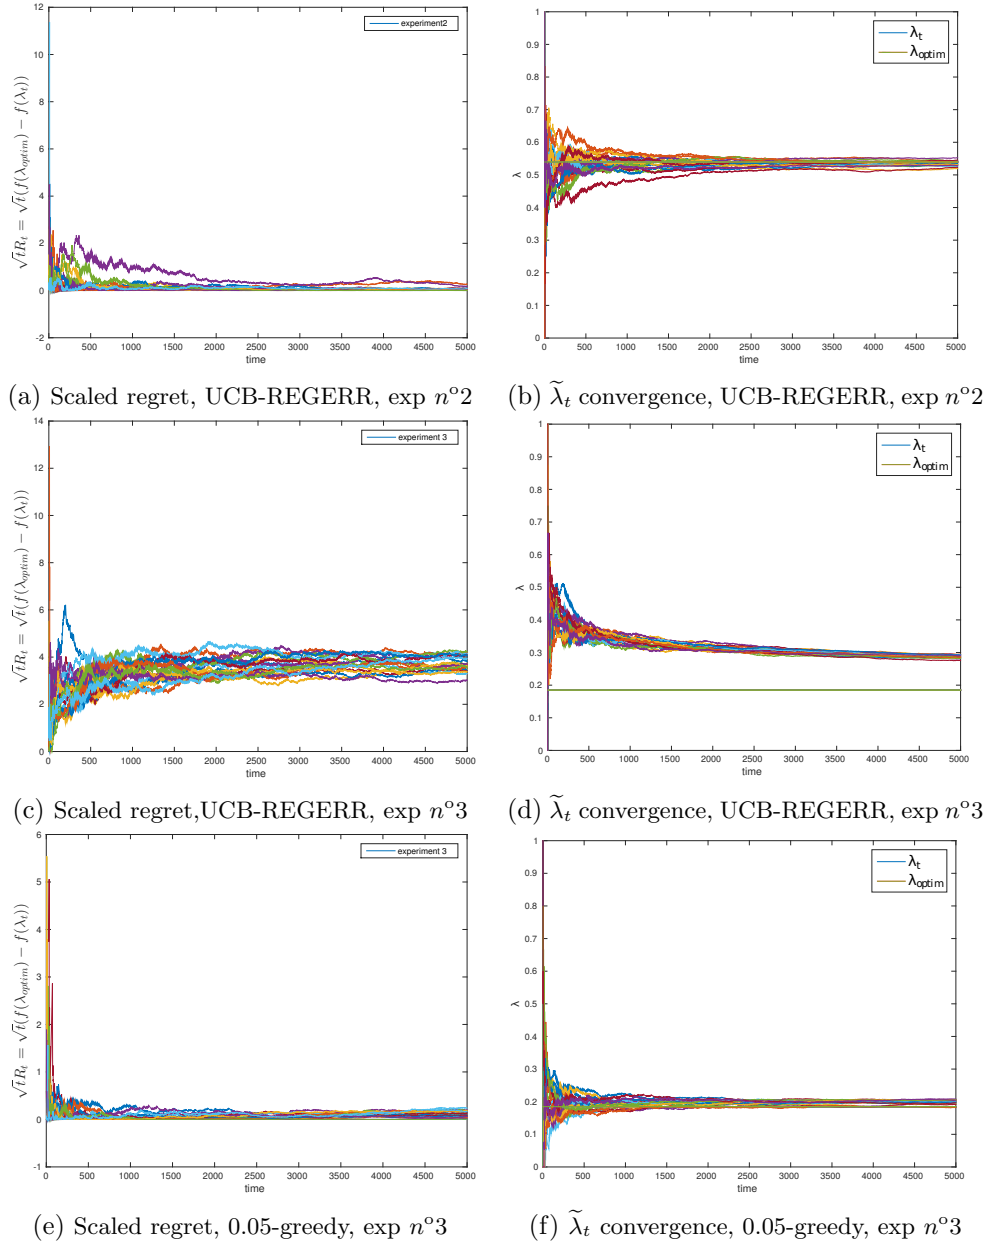 12
10
8
6
4
2
0
-2
√tR_t = √t(f(λ_optim) − f(λ_t))
experiment2
0 500 1000 1500 2000 2500 3000 3500 4000 4500 5000
time
1
0.9
0.8
0.7
0.6
0.5
0.4
0.3
0.2
0.1
0
λ
λ_t
λ_optim
0 500 1000 1500 2000 2500 3000 3500 4000 4500 5000
time
(a) Scaled regret, UCB-REGERR, exp n°2
(b) λ̃_t convergence, UCB-REGERR, exp n°2
14
12
10
8
6
4
2
0
√tR_t = √t(f(λ_optim) − f(λ_t))
experiment 3
0 500 1000 1500 2000 2500 3000 3500 4000 4500 5000
time
1
0.9
0.8
0.7
0.6
0.5
0.4
0.3
0.2
0.1
0
λ
λ_t
λ_optim
0 500 1000 1500 2000 2500 3000 3500 4000 4500 5000
time
(c) Scaled regret,UCB-REGERR, exp n°3
(d) λ̃_t convergence, UCB-REGERR, exp n°3
6
5
4
3
2
1
0
-1
√tR_t = √t(f(λ_optim) − f(λ_t))
experiment 3
0 500 1000 1500 2000 2500 3000 3500 4000 4500 5000
time
1
0.9
0.8
0.7
0.6
0.5
0.4
0.3
0.2
0.1
0
λ
λ_t
λ_optim
0 500 1000 1500 2000 2500 3000 3500 4000 4500 5000
time
(e) Scaled regret, 0.05-greedy, exp n°3
(f) λ̃_t convergence, 0.05-greedy, exp n°3